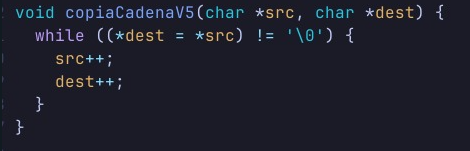 void copiaCadenaV5(char *src, char *dest) {
  while ((*dest = *src) != '\0') {
    src++;
    dest++;
  }
}